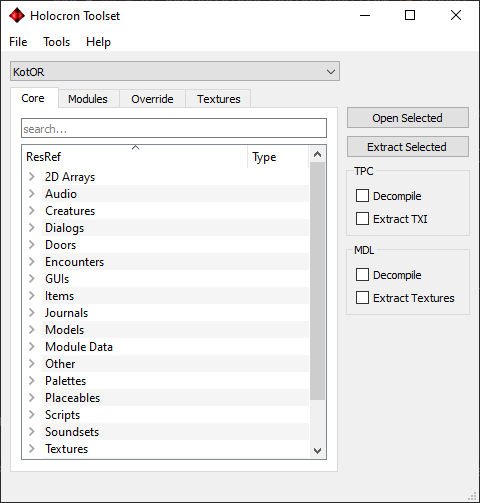 Holocron Toolset
File Tools Help
KotOR
Core Modules Override Textures
search...
ResRef Type
2D Arrays
Audio
Creatures
Dialogs
Doors
Encounters
GUIs
Items
Journals
Models
Module Data
Other
Palettes
Placeables
Scripts
Soundsets
Textures
Open Selected
Extract Selected
TPC
Decompile
Extract TXI
MDL
Decompile
Extract Textures